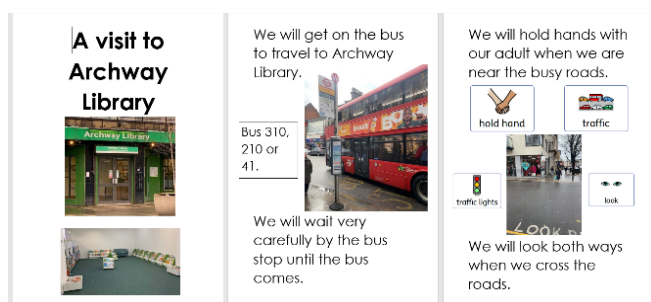 A visit to
Archway
Library
Archway Library
We will get on the bus
to travel to Archway
Library.
Bus 310,
210 or
41.
We will wait very
carefully by the bus
stop until the bus
comes.
We will hold hands with
our adult when we are
near the busy roads.
hold hand
traffic
traffic lights
look
LOOK
We will look both ways
when we cross the
roads.